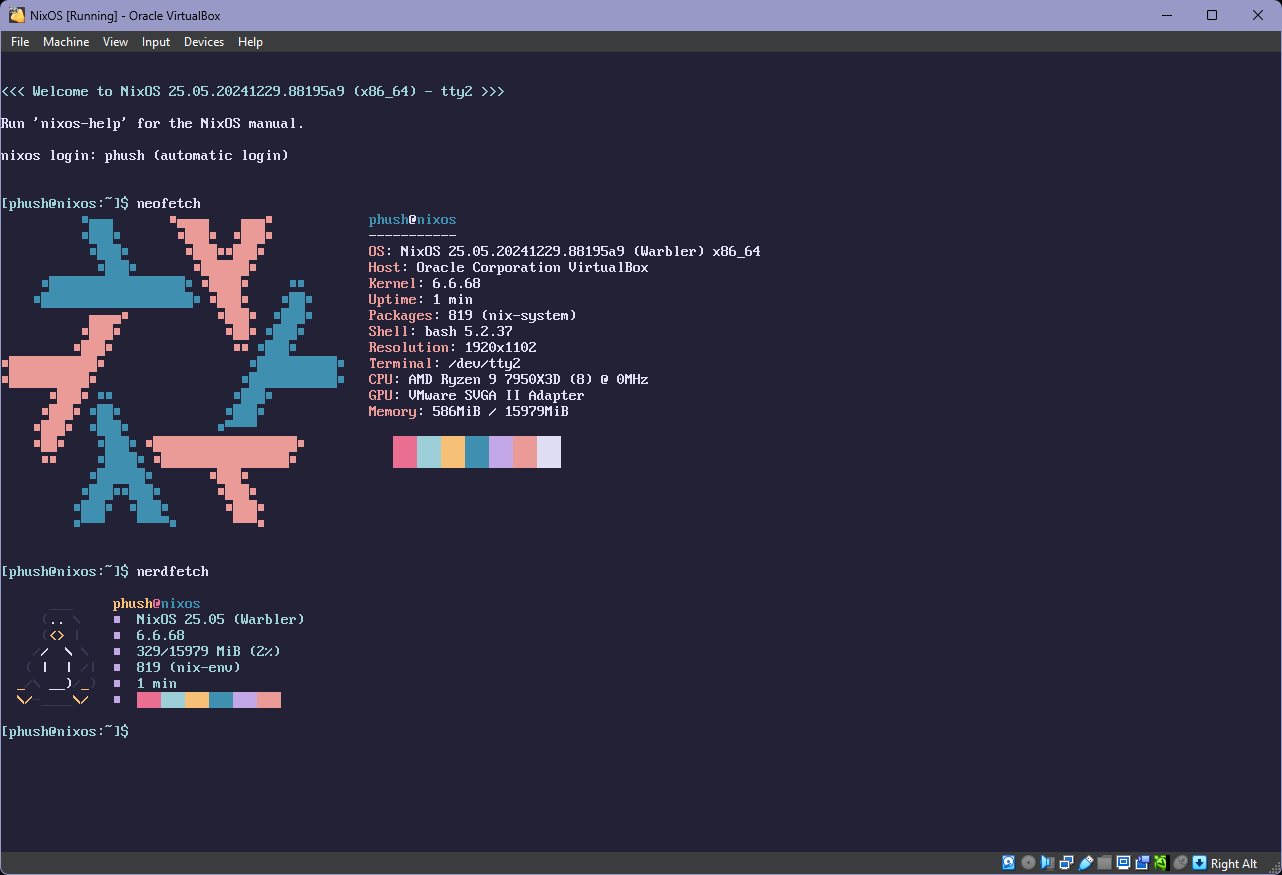 NixOS [Running] - Oracle VirtualBox
File Machine View Input Devices Help
<<< Welcome to NixOS 25.05.20241229.88195a9 (x86_64) - tty2 >>>
Run 'nixos-help' for the NixOS manual.
nixos login: phush (automatic login)
[phush@nixos:~]$ neofetch
phush@nixos
-----------
OS: NixOS 25.05.20241229.88195a9 (Warbler) x86_64
Host: Oracle Corporation VirtualBox
Kernel: 6.6.68
Uptime: 1 min
Packages: 819 (nix-system)
Shell: bash 5.2.37
Resolution: 1920x1102
Terminal: /dev/tty2
CPU: AMD Ryzen 9 7950X3D (8) @ 0MHz
GPU: VMware SVGA II Adapter
Memory: 586MiB / 15979MiB
[phush@nixos:~]$ nerdfetch
phush@nixos
NixOS 25.05 (Warbler)
6.6.68
329/15979 MiB (2%)
819 (nix-env)
1 min
[phush@nixos:~]$
Right Alt